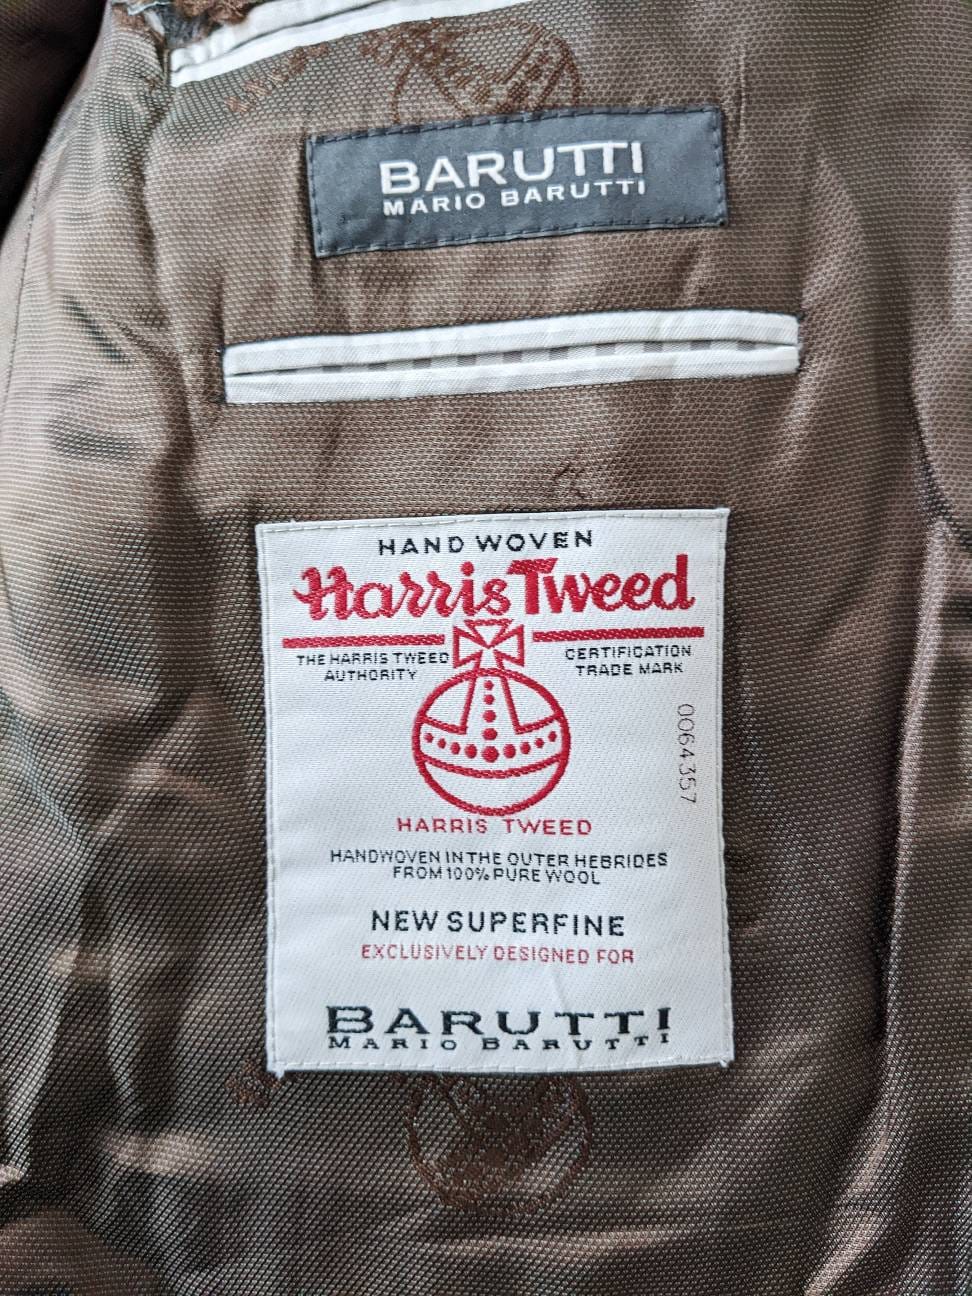 BARUTTI
MARIO BARUTTI
HAND WOVEN
Harris Tweed
THE HARRIS TWEED
AUTHORITY
CERTIFICATION
TRADE MARK
0064357
HARRIS TWEED
HANDWOVEN IN THE OUTER HEBRIDES
FROM 100% PURE WOOL
NEW SUPERFINE
EXCLUSIVELY DESIGNED FOR
BARUTTI
MARIO BARUTTI